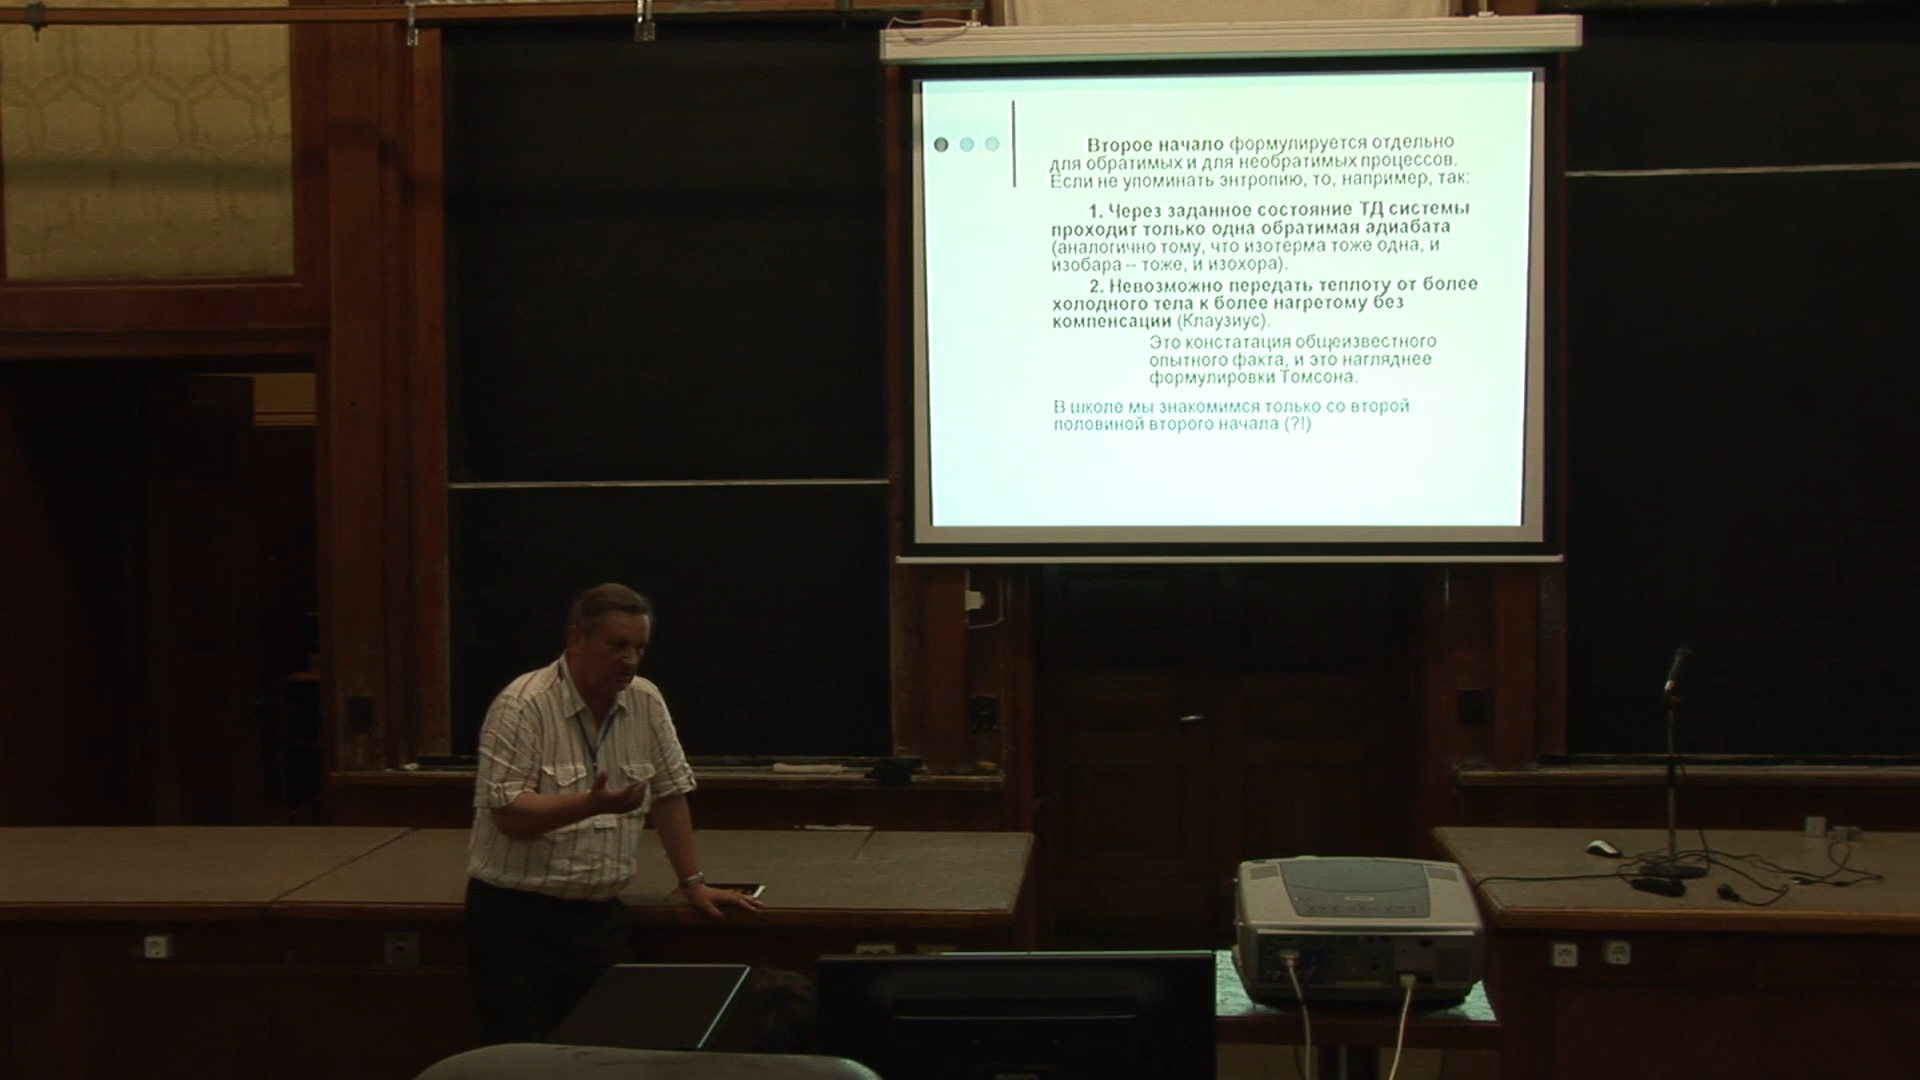 Второе начало формулируется отдельно
для обратимых и для необратимых процессов.
Если не упоминать энтропию, то, например, так:
1. Через заданное состояние ТД системы
проходит только одна обратимая адиабата
(аналогично тому, что изотерма тоже одна, и
изобара – тоже, и изохора).
2. Невозможно передать теплоту от более
холодного тела к более нагретому без
компенсации (Клаузиус).
Это констатация общеизвестного
опытного факта, и это нагляднее
формулировки Томсона.
В школе мы знакомимся только со второй
половиной второго начала (?!)